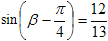 sin(β − π/4) = 12/13